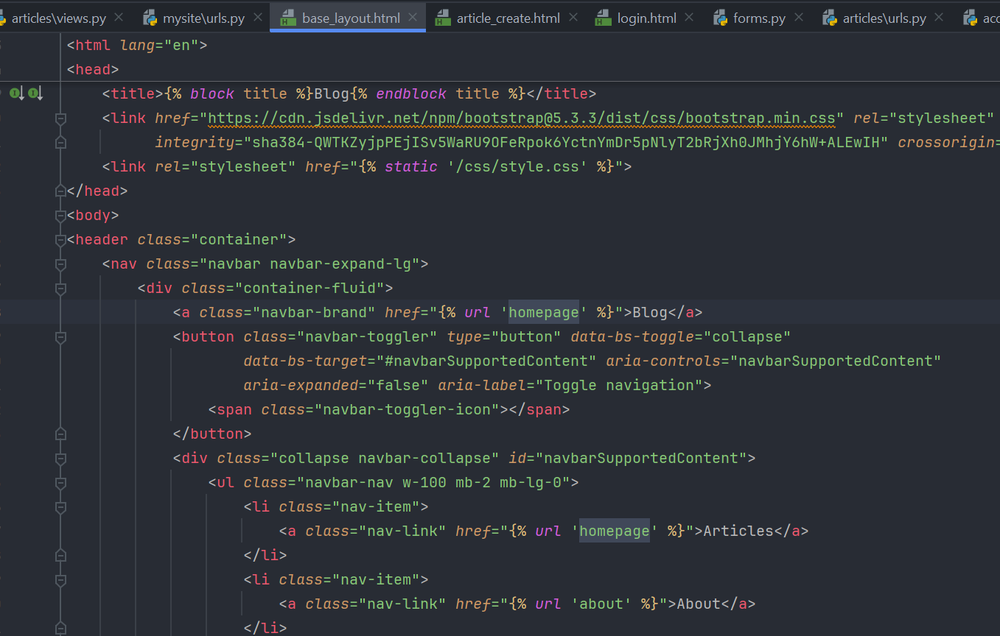 articles\views.py mysite\urls.py base_layout.html article_create.html login.html forms.py articles\urls.py
<html lang="en">
<head>
<title>{% block title %}Blog{% endblock title %}</title>
<link href="https://cdn.jsdelivr.net/npm/bootstrap@5.3.3/dist/css/bootstrap.min.css" rel="stylesheet"
integrity="sha384-QWTKZyjpPEjISv5WaRU9OFeRpok6YctnYmDr5pNlyT2bRjXh0JMhjY6hW+ALEwIH" crossorigin=
<link rel="stylesheet" href="{% static '/css/style.css' %}">
</head>
<body>
<header class="container">
<nav class="navbar navbar-expand-lg">
<div class="container-fluid">
<a class="navbar-brand" href="{% url 'homepage' %}">Blog</a>
<button class="navbar-toggler" type="button" data-bs-toggle="collapse"
data-bs-target="#navbarSupportedContent" aria-controls="navbarSupportedContent"
aria-expanded="false" aria-label="Toggle navigation">
<span class="navbar-toggler-icon"></span>
</button>
<div class="collapse navbar-collapse" id="navbarSupportedContent">
<ul class="navbar-nav w-100 mb-2 mb-lg-0">
<li class="nav-item">
<a class="nav-link" href="{% url 'homepage' %}">Articles</a>
</li>
<li class="nav-item">
<a class="nav-link" href="{% url 'about' %}">About</a>
</li>